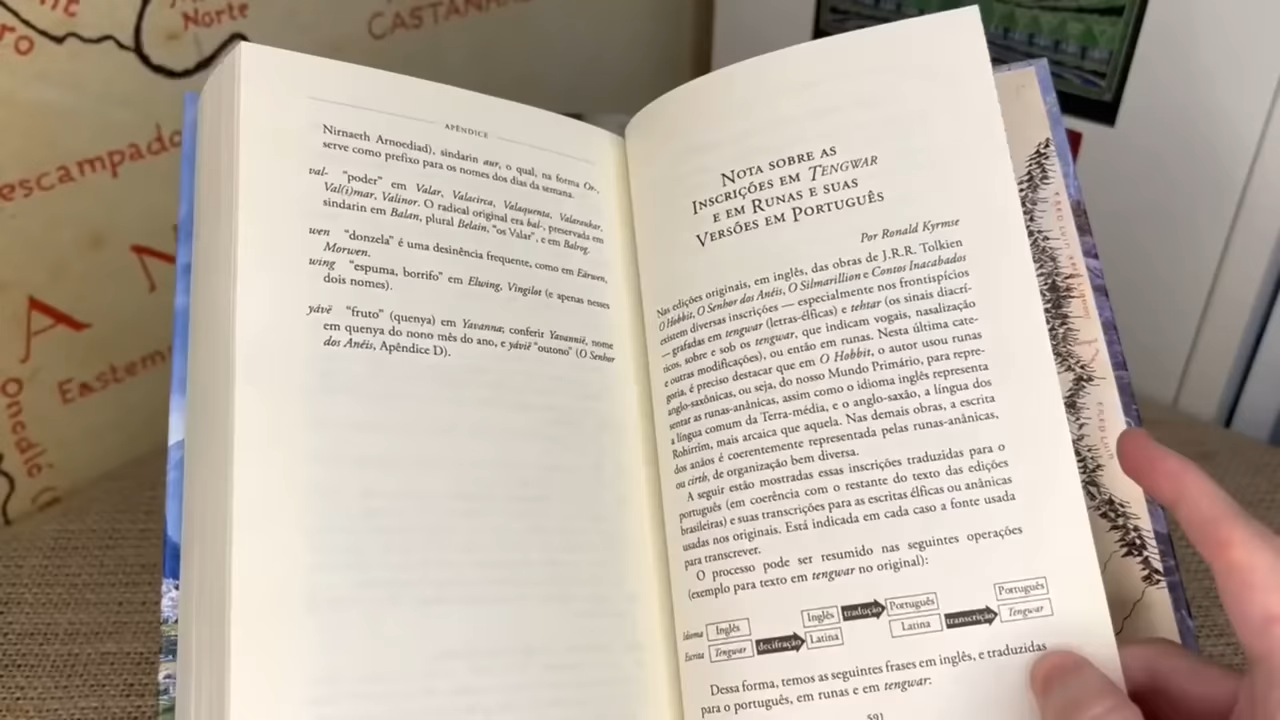 ro
Norte
CASTAN
escampado
A
N
Eastem
Onedlé
APÊNDICE
Nirnaeth Arnoediad), sindarin aur, o qual, na forma Or-,
serve como prefixo para os nomes dos dias da semana.
val- "poder" em Valar, Valacirca, Valaquenta, Valaraukar,
Val(i)mar, Valinor. O radical original era bal-, preservada em
sindarin em Balan, plural Belain, "os Valar", e em Balrog.
wen "donzela" é uma desinência frequente, como em Eärwen,
Morwen.
wing "espuma, borrifo" em Elwing, Vingilot (e apenas nesses
dois nomes).
yávë "fruto" (quenya) em Yavanna; conferir Yavannië, nome
em quenya do nono mês do ano, e yávië "outono" (O Senhor
dos Anéis, Apêndice D).
NOTA SOBRE AS
INSCRIÇÕES EM TENGWAR
E EM RUNAS E SUAS
VERSÕES EM PORTUGUÊS
Por Ronald Kyrmse
Nas edições originais, em inglês, das obras de J.R.R. Tolkien
O Hobbit, O Senhor dos Anéis, O Silmarillion e Contos Inacabados
existem diversas inscrições — especialmente nos frontispícios
— grafadas em tengwar (letras-élficas) e tehtar (os sinais diacrí-
ticos, sobre e sob os tengwar, que indicam vogais, nasalização
e outras modificações), ou então em runas. Nesta última cate-
goria, é preciso destacar que em O Hobbit, o autor usou runas
anglo-saxônicas, ou seja, do nosso Mundo Primário, para repre-
sentar as runas-anânicas, assim como o idioma inglês representa
a língua comum da Terra-média, e o anglo-saxão, a língua dos
Rohirrim, mais arcaica que aquela. Nas demais obras, a escrita
dos anãos é coerentemente representada pelas runas-anânicas,
ou cirth, de organização bem diversa.
A seguir estão mostradas essas inscrições traduzidas para o
português (em coerência com o restante do texto das edições
brasileiras) e suas transcrições para as escritas élficas ou anânicas
usadas nos originais. Está indicada em cada caso a fonte usada
para transcrever.
O processo pode ser resumido nas seguintes operações
(exemplo para texto em tengwar no original):
Idioma Inglês Inglês tradução Português Português
Escrita Tengwar decifração Latina Latina transcrição Tengwar
Dessa forma, temos as seguintes frases em inglês, e traduzidas
para o português, em runas e em tengwar:
591
ERED LUIN